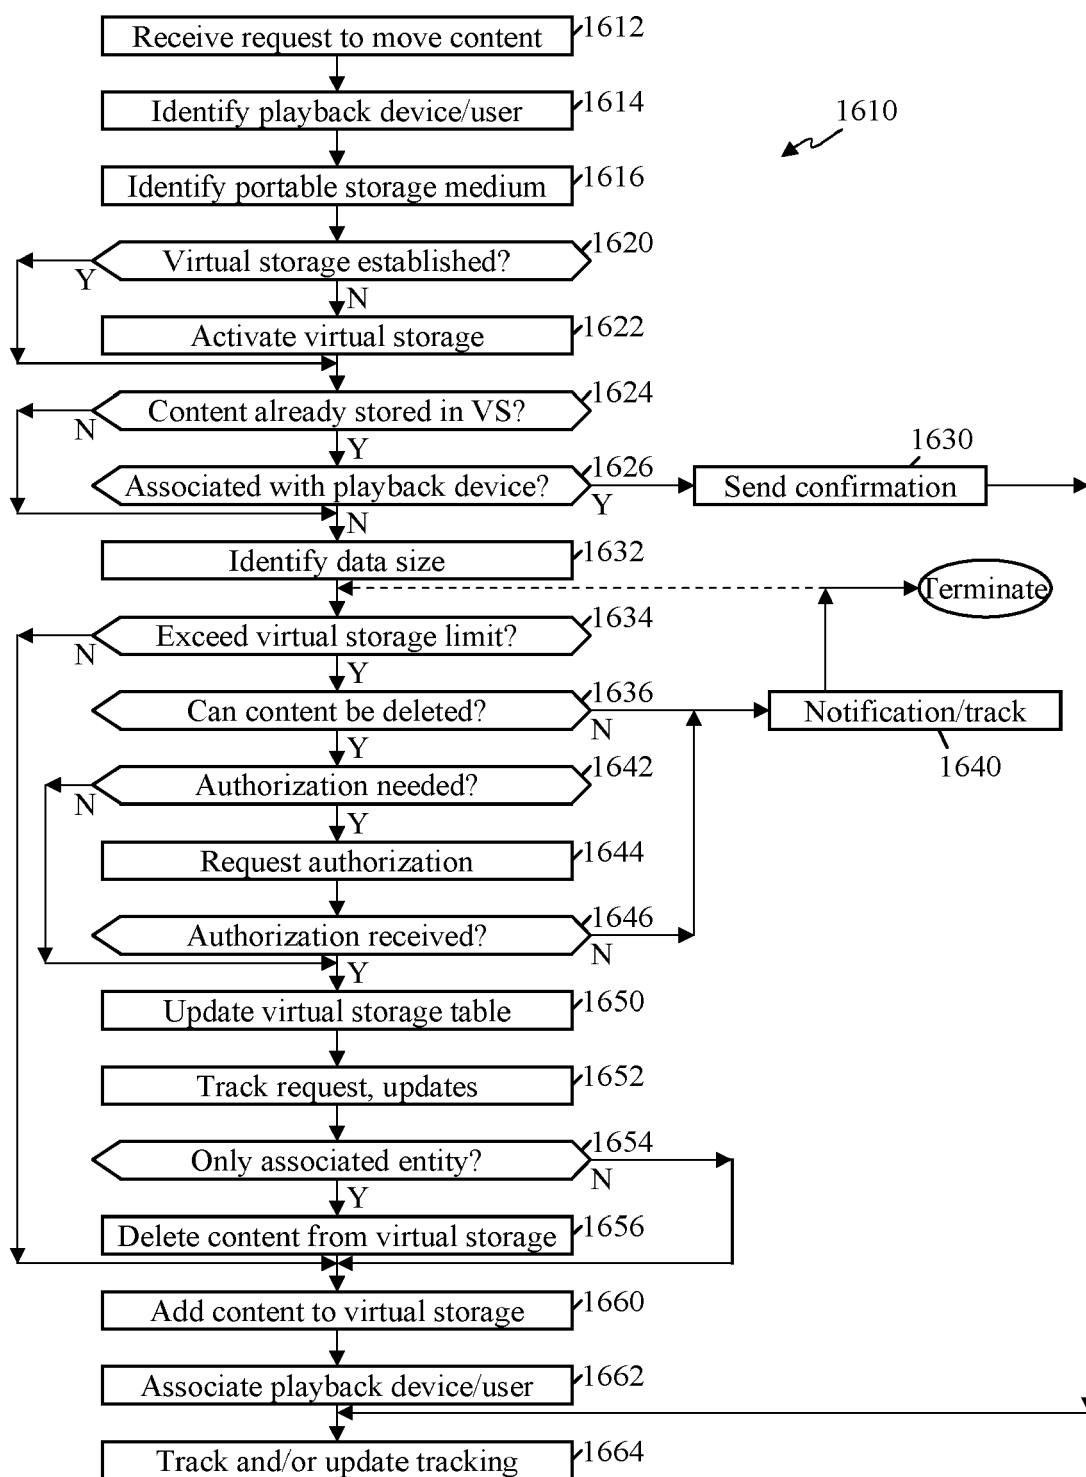 Receive request to move content 1612
Identify playback device/user 1614
1610
Identify portable storage medium 1616
Virtual storage established? 1620
Y
N
Activate virtual storage 1622
Content already stored in VS? 1624
N
Y
1630
Associated with playback device? 1626
Y
Send confirmation
N
Identify data size 1632
Terminate
Exceed virtual storage limit? 1634
N
Y
Can content be deleted? 1636
N
Notification/track
1640
Y
Authorization needed? 1642
N
Y
Request authorization 1644
Authorization received? 1646
N
Y
Update virtual storage table 1650
Track request, updates 1652
Only associated entity? 1654
N
Y
Delete content from virtual storage 1656
Add content to virtual storage 1660
Associate playback device/user 1662
Track and/or update tracking 1664